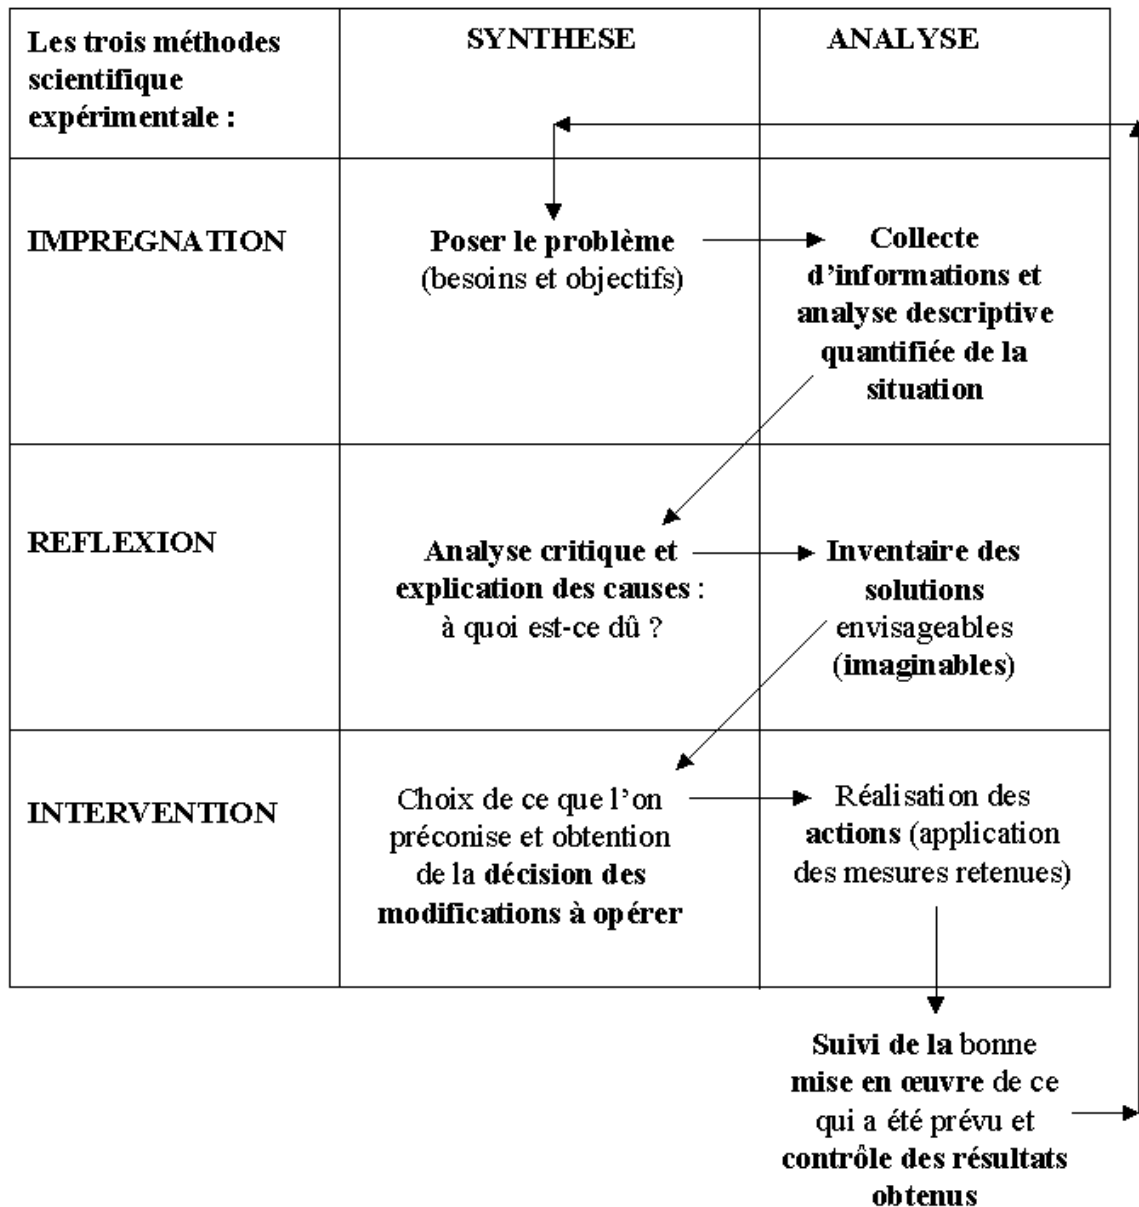 Les trois méthodes
scientifique
expérimentale :
SYNTHESE
ANALYSE
IMPREGNATION
Poser le problème
(besoins et objectifs)
Collecte
d’informations et
analyse descriptive
quantifiée de la
situation
REFLEXION
Analyse critique et
explication des causes :
à quoi est-ce dû ?
Inventaire des
solutions
envisageables
(imaginables)
INTERVENTION
Choix de ce que l’on
préconise et obtention
de la décision des
modifications à opérer
Réalisation des
actions (application
des mesures retenues)
Suivi de la bonne
mise en œuvre de ce
qui a été prévu et
contrôle des résultats
obtenus